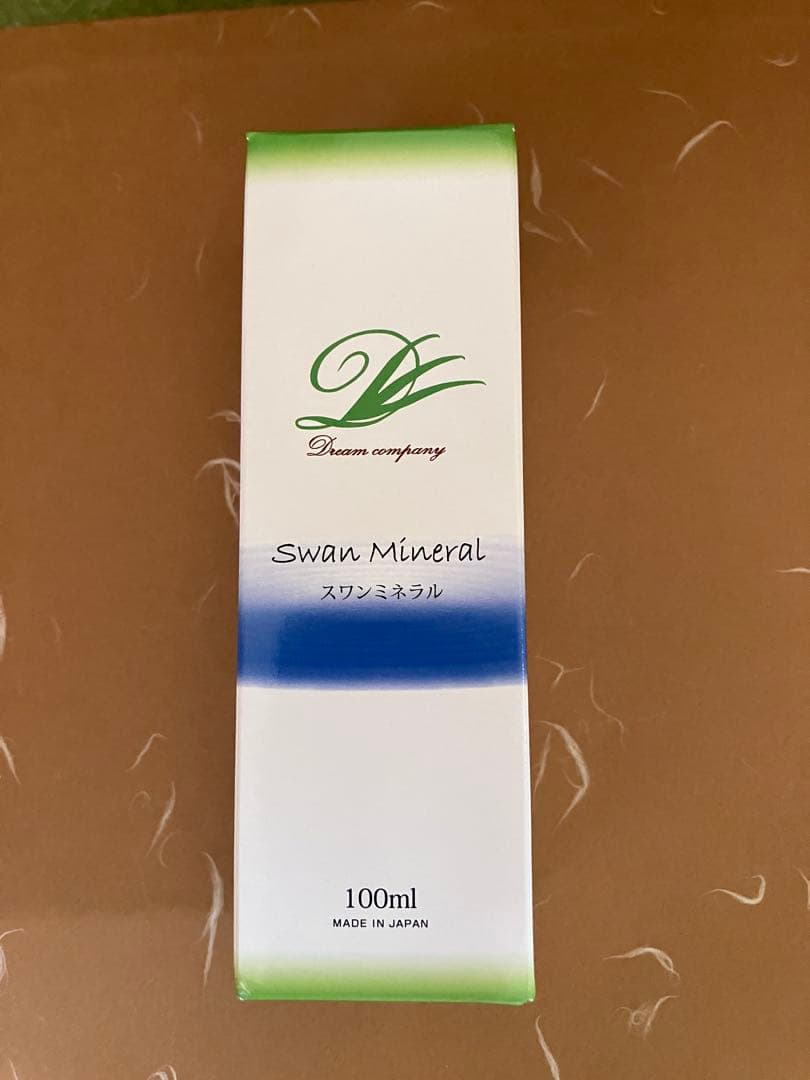 Dream company
Swan Mineral
スワンミネラル
100ml
MADE IN JAPAN